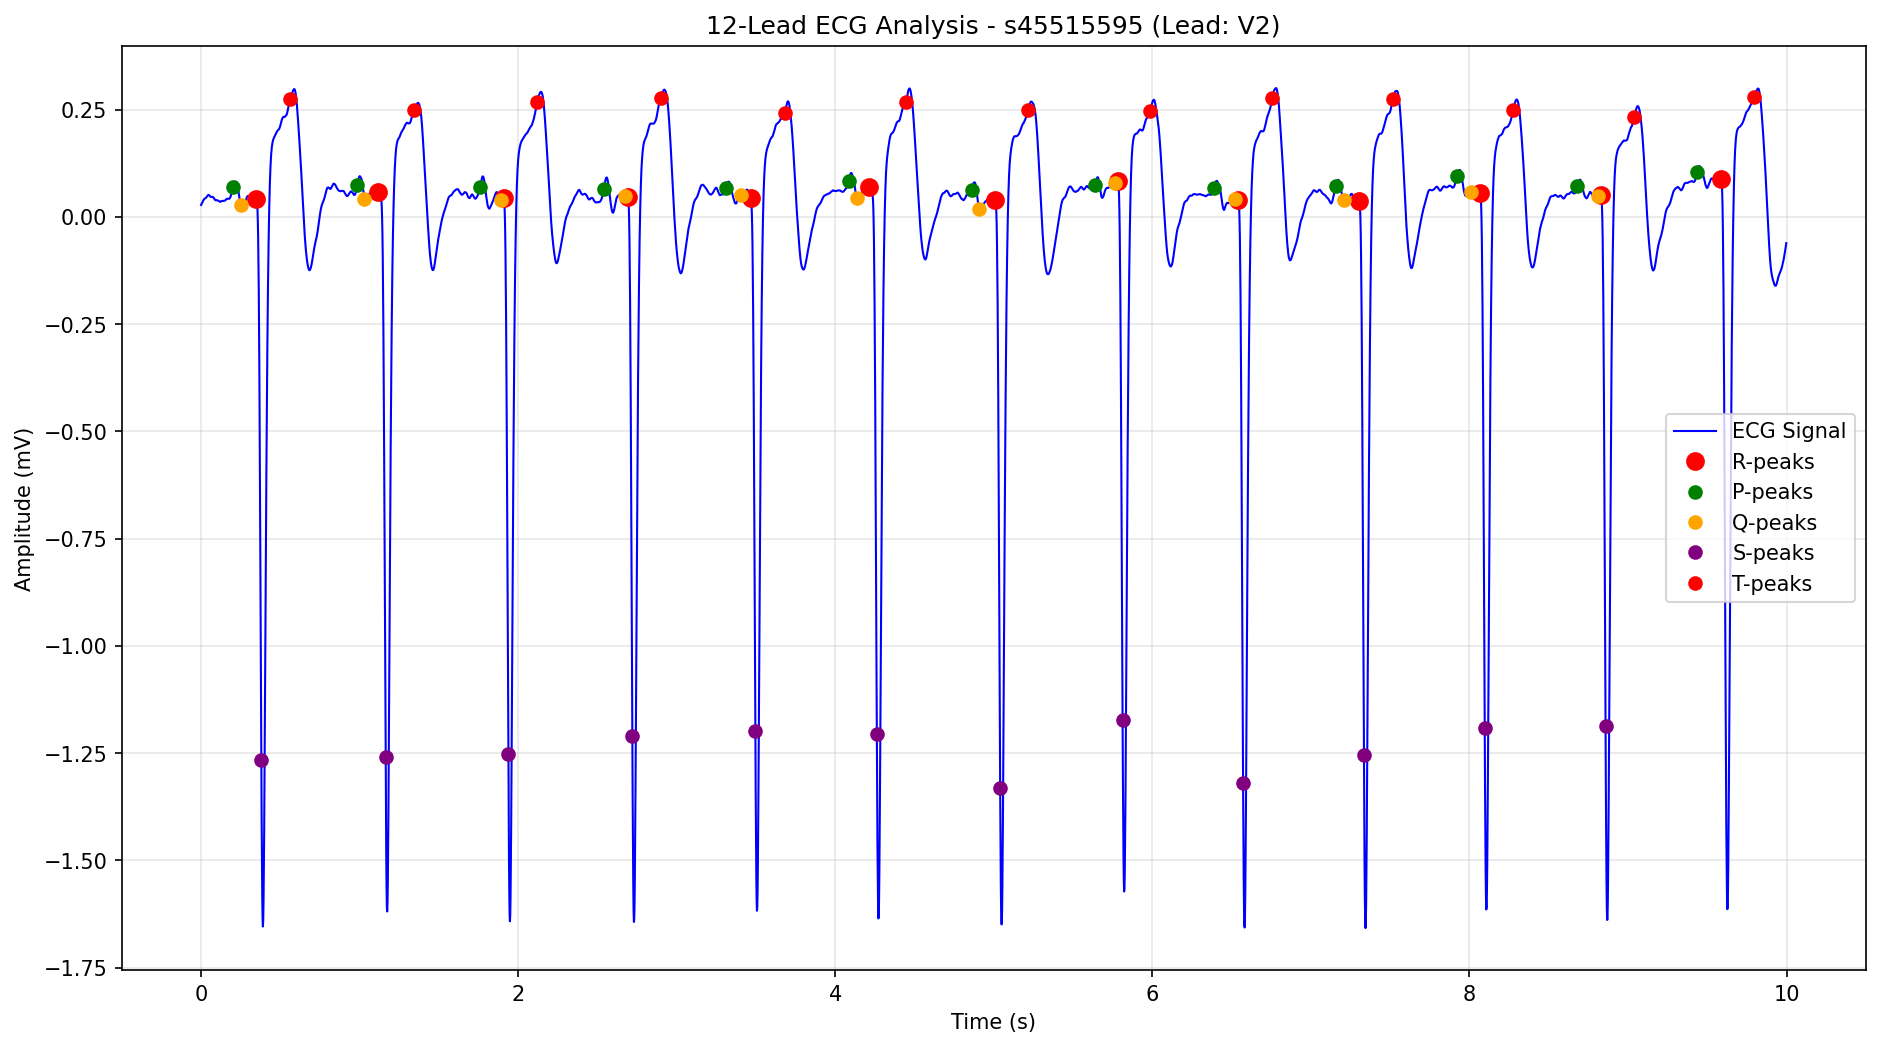 12-Lead ECG Analysis - s45515595 (Lead: V2)
Amplitude (mV)
0.25
0.00
−0.25
−0.50
−0.75
−1.00
−1.25
−1.50
−1.75
ECG Signal
R-peaks
P-peaks
Q-peaks
S-peaks
T-peaks
0 2 4 6 8 10
Time (s)